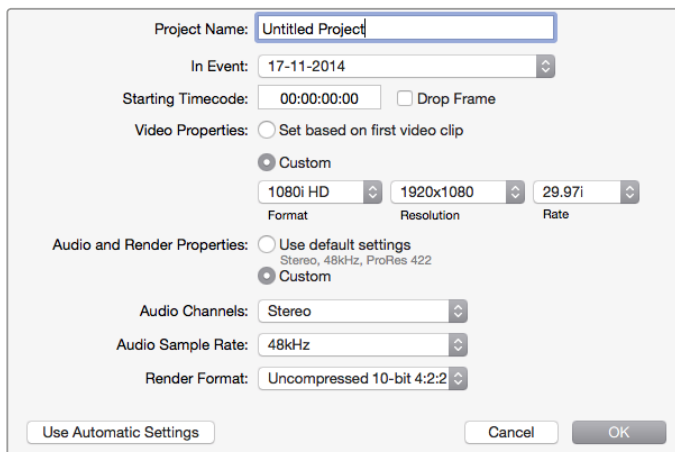 Project Name: Untitled Project
In Event: 17-11-2014
Starting Timecode: 00:00:00:00 Drop Frame
Video Properties: Set based on first video clip
Custom
1080i HD 1920x1080 29.97i
Format Resolution Rate
Audio and Render Properties: Use default settings
Stereo, 48kHz, ProRes 422
Custom
Audio Channels: Stereo
Audio Sample Rate: 48kHz
Render Format: Uncompressed 10-bit 4:2:2
Use Automatic Settings Cancel OK